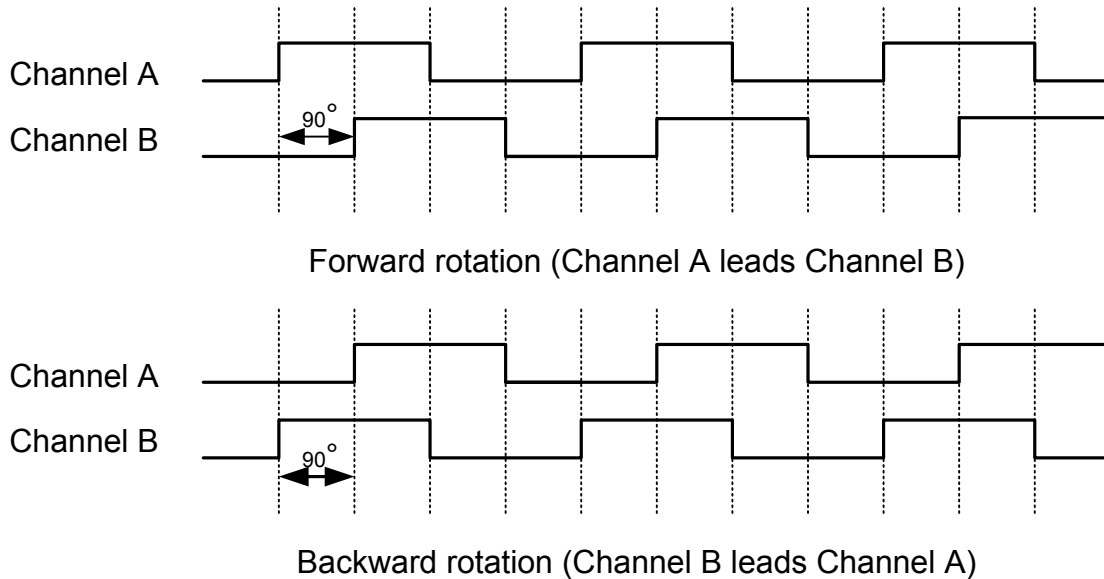 Channel A
90°
Channel B
Forward rotation (Channel A leads Channel B)
Channel A
Channel B
90°
Backward rotation (Channel B leads Channel A)